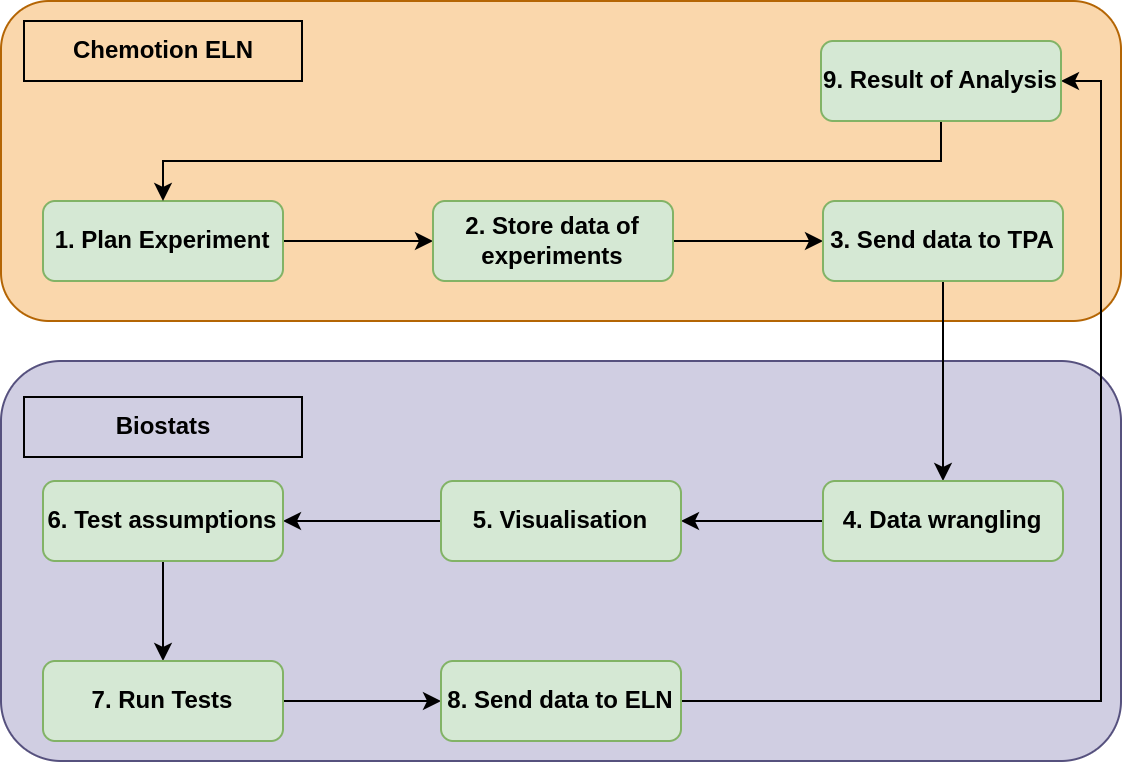 Chemotion ELN
9. Result of Analysis
1. Plan Experiment
2. Store data of
experiments
3. Send data to TPA
Biostats
6. Test assumptions
5. Visualisation
4. Data wrangling
7. Run Tests
8. Send data to ELN